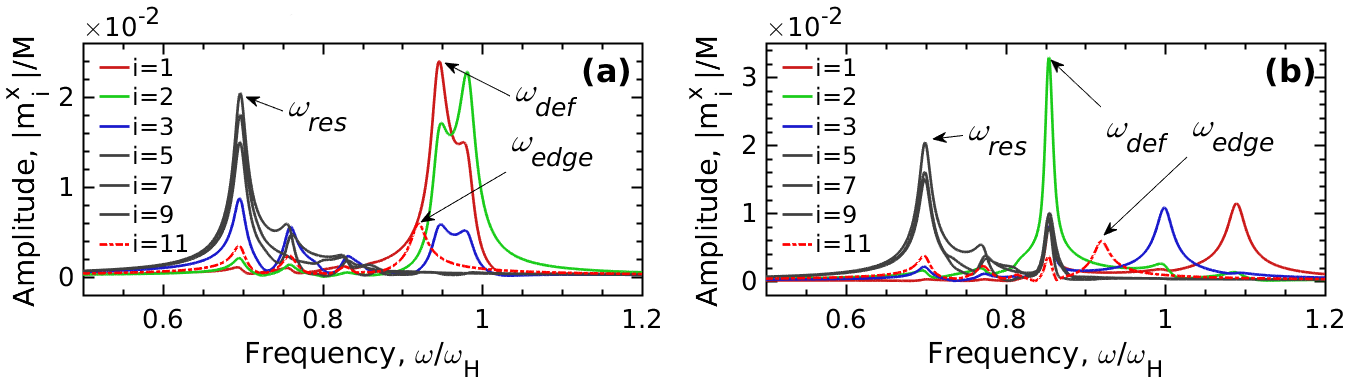 ×10⁻²
Amplitude, |mᵢˣ|/M
(a)
i=1
i=2
i=3
i=5
i=7
i=9
i=11
ω_res
ω_def
ω_edge
0
1
2
0.6
0.8
1
1.2
Frequency, ω/ω_H
×10⁻²
Amplitude, |mᵢˣ|/M
(b)
i=1
i=2
i=3
i=5
i=7
i=9
i=11
ω_res
ω_def
ω_edge
0
1
2
3
0.6
0.8
1
1.2
Frequency, ω/ω_H